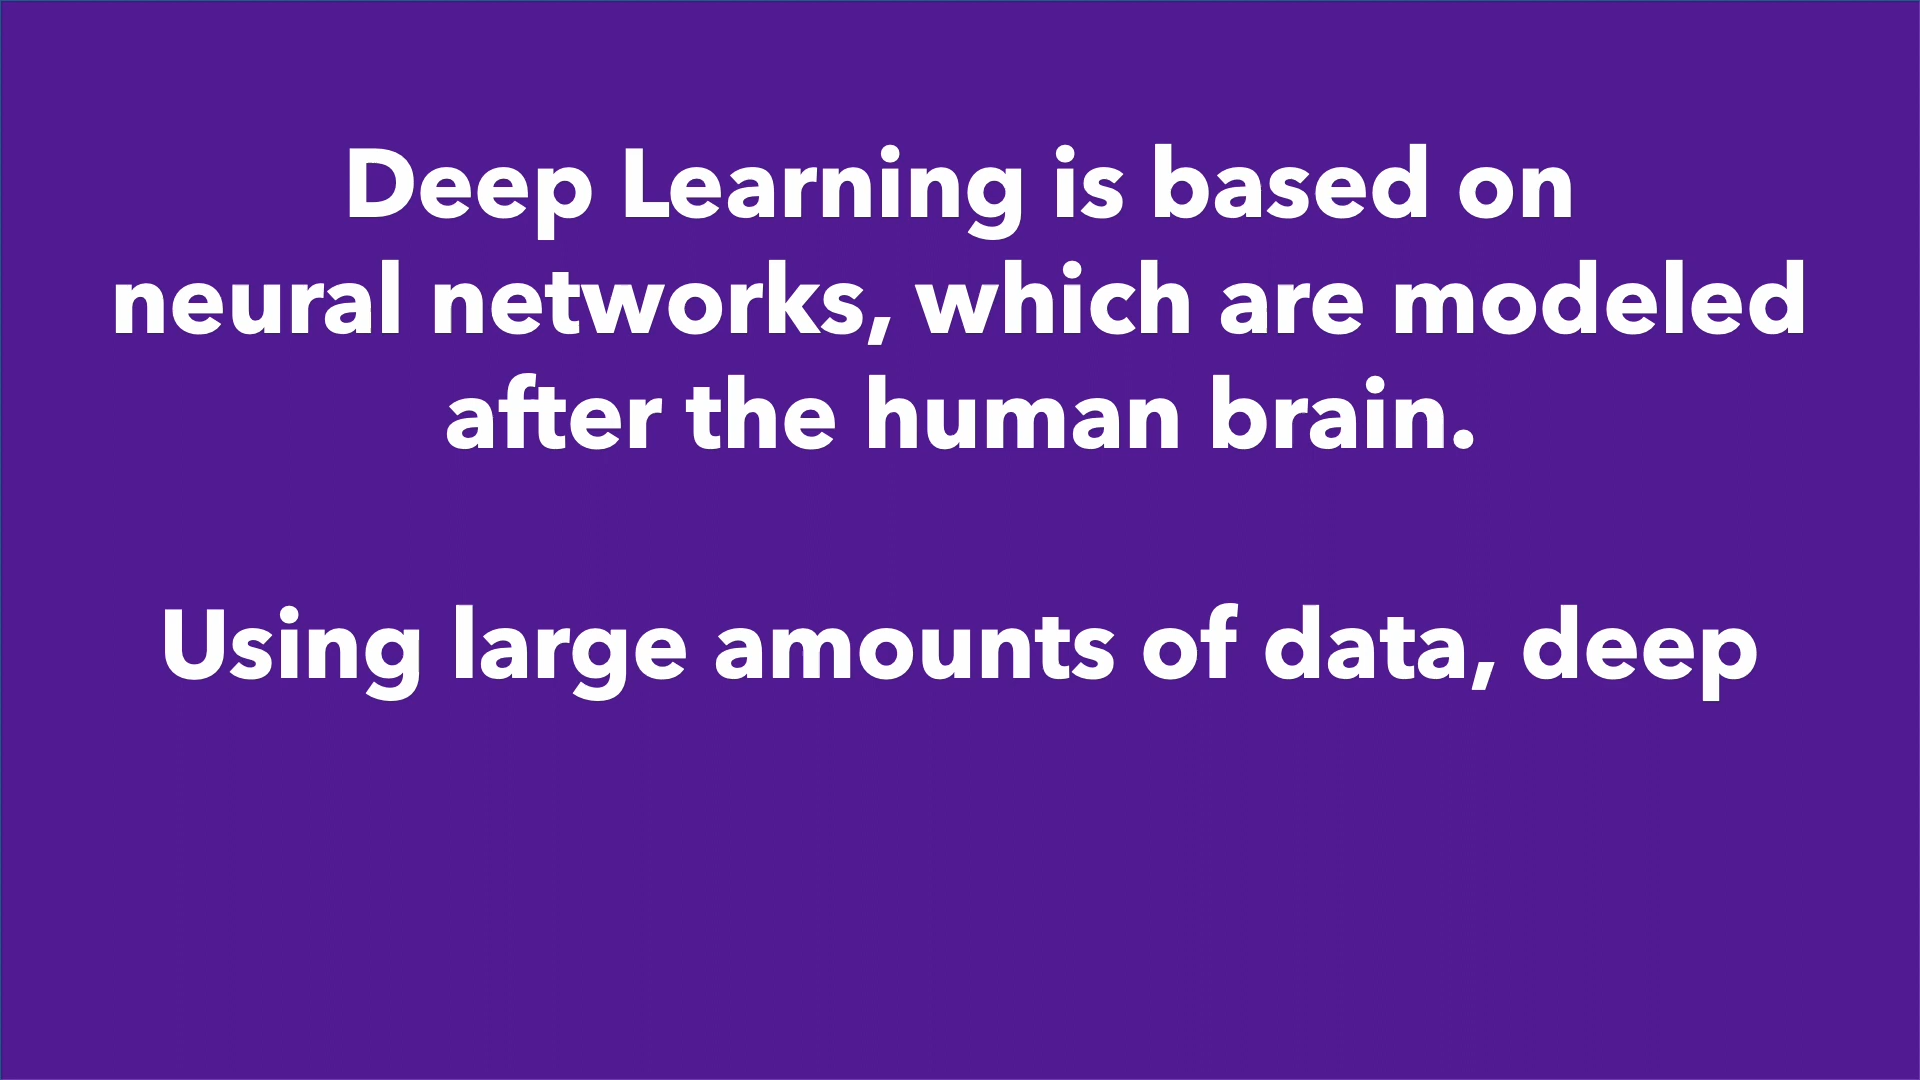 Deep Learning is based on
neural networks, which are modeled
after the human brain.
Using large amounts of data, deep